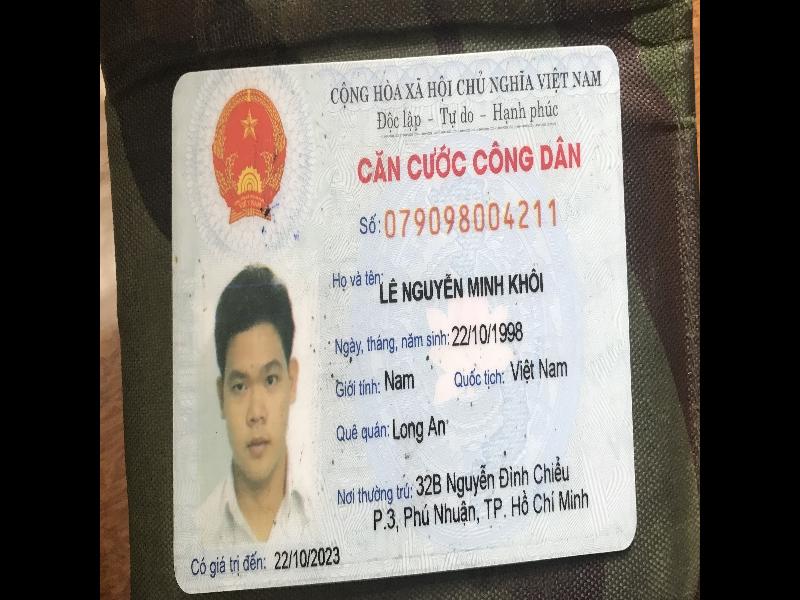 CỘNG HÒA XÃ HỘI CHỦ NGHĨA VIỆT NAM
Độc lập - Tự do - Hạnh phúc
CĂN CƯỚC CÔNG DÂN
Số: 079098004211
Họ và tên: LÊ NGUYỄN MINH KHÔI
Ngày, tháng, năm sinh: 22/10/1998
Giới tính: Nam Quốc tịch: Việt Nam
Quê quán: Long An
Nơi thường trú: 32B Nguyễn Đình Chiểu
P.3, Phú Nhuận, TP. Hồ Chí Minh
Có giá trị đến: 22/10/2023